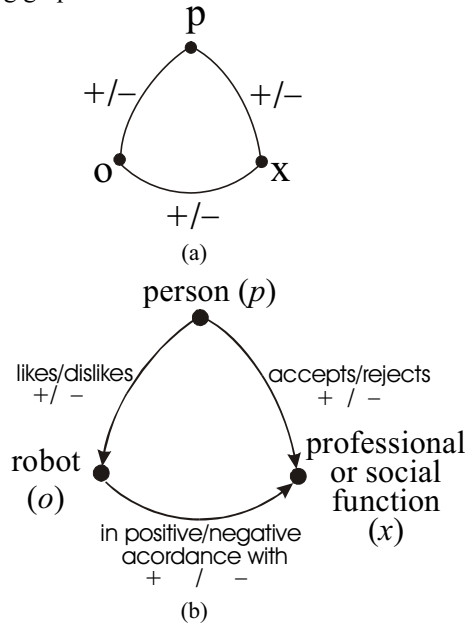 p
+/– +/–
o x
+/–
(a)
person (p)
likes/dislikes accepts/rejects
+/ – + / –
robot professional
(o) or social
function
(x)
in positive/negative
acordance with
+ / –
(b)